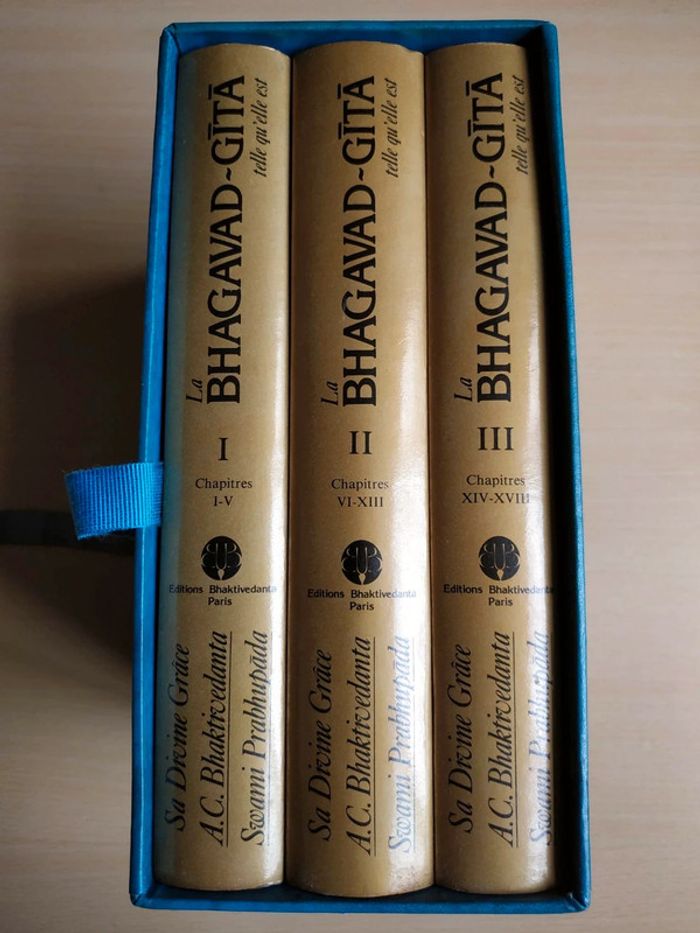 La
BHAGAVAD~GĪTĀ
telle qu'elle est
I
Chapitres
I-V
Editions Bhaktivedanta
Paris
Sa Divine Grâce
A.C. Bhaktivedanta
Swami Prabhupāda
La
BHAGAVAD~GĪTĀ
telle qu'elle est
II
Chapitres
VI-XIII
Editions Bhaktivedanta
Paris
Sa Divine Grâce
A.C. Bhaktivedanta
Swami Prabhupāda
La
BHAGAVAD~GĪTĀ
telle qu'elle est
III
Chapitres
XIV-XVIII
Editions Bhaktivedanta
Paris
Sa Divine Grâce
A.C. Bhaktivedanta
Swami Prabhupāda